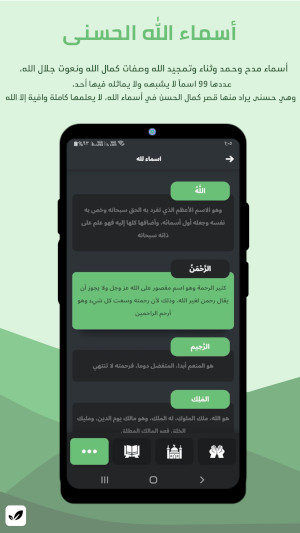 أسماء الله الحسنى
أسماء مدح وحمد وثناء وتمجيد الله وصفات كمال الله ونعوت جلال الله،
عددها 99 اسماً لا يشبهه ولا يماثله فيها أحد،
وهي حسنى يراد منها قصر كمال الحسن في أسماء الله، لا يعلمها كاملة وافية إلا الله
اسماء لله
اللَّهُ
وهو الاسم الأعظم الذي تفرد به الحق سبحانه وخص به
نفسه وجعله أول أسمائه، وأضافها كلها إليه فهو علم على
ذاته سبحانه
الرَّحْمَنُ
كثير الرحمة وهو اسم مقصور على الله عز وجل ولا يجوز أن
يقال رحمن لغير الله، وذلك لأن رحمته وسعت كل شيء وهو
أرحم الراحمين
الرَّحِيمُ
هو المنعم أبدا، المتفضل دوما، فرحمته لا تنتهي
المَلِكُ
هو الله، ملك الملوك، له الملك، وهو مالك يوم الدين، ومليك
الخلق، فهو المالك المطلق.